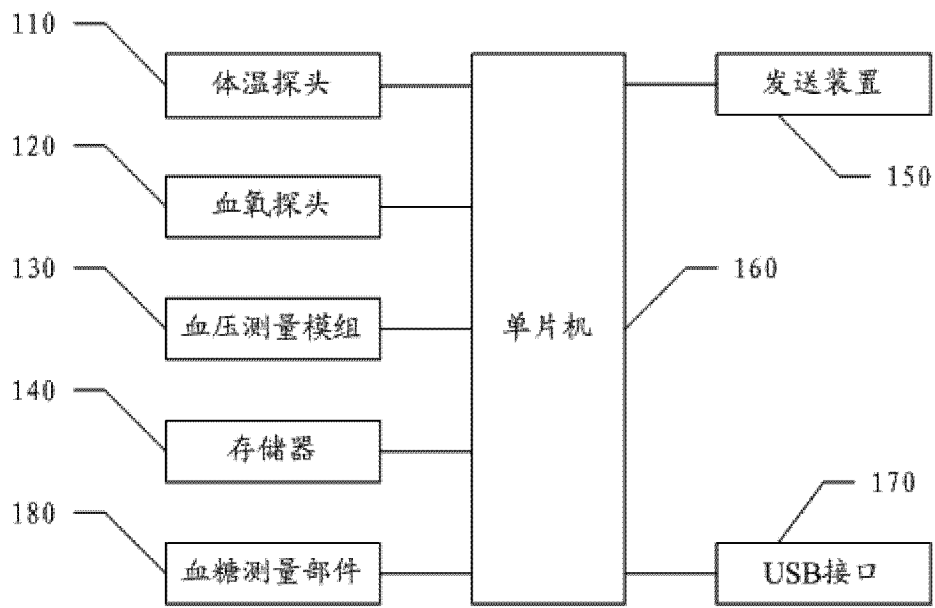 110
体温探头
发送装置
120
150
血氧探头
130
160
血压测量模组
单片机
140
存储器
170
180
血糖测量部件
USB接口